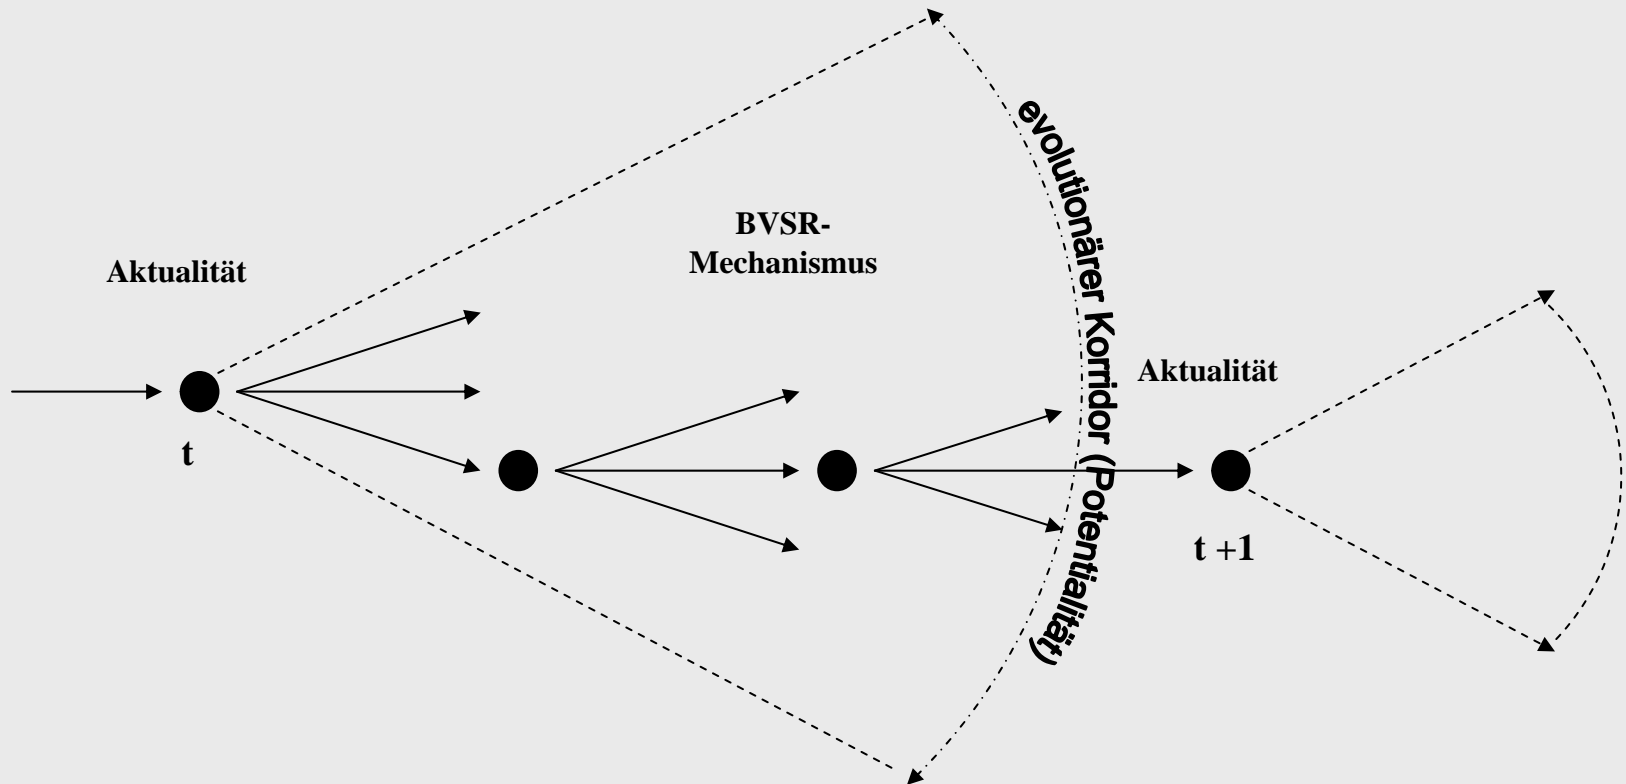 Aktualität
t
BVSR-
Mechanismus
evolutionärer Korridor (Potentialität)
Aktualität
t +1